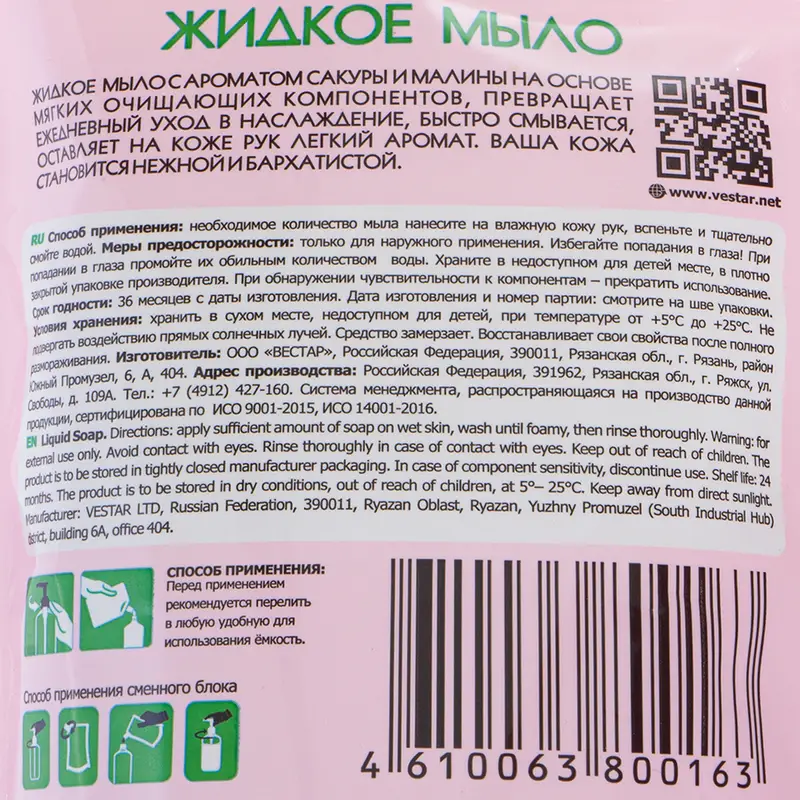 ЖИДКОЕ МЫЛО
ЖИДКОЕ МЫЛО С АРОМАТОМ САКУРЫ И МАЛИНЫ НА ОСНОВЕ
МЯГКИХ ОЧИЩАЮЩИХ КОМПОНЕНТОВ, ПРЕВРАЩАЕТ
ЕЖЕДНЕВНЫЙ УХОД В НАСЛАЖДЕНИЕ, БЫСТРО СМЫВАЕТСЯ,
ОСТАВЛЯЕТ НА КОЖЕ РУК ЛЕГКИЙ АРОМАТ. ВАША КОЖА
СТАНОВИТСЯ НЕЖНОЙ И БАРХАТИСТОЙ.
www.vestar.net
RU Способ применения: необходимое количество мыла нанесите на влажную кожу рук, вспеньте и тщательно
смойте водой. Меры предосторожности: только для наружного применения. Избегайте попадания в глаза! При
попадании в глаза промойте их обильным количеством воды. Храните в недоступном для детей месте, в плотно
закрытой упаковке производителя. При обнаружении чувствительности к компонентам – прекратить использование.
Срок годности: 36 месяцев с даты изготовления. Дата изготовления и номер партии: смотрите на шве упаковки.
Условия хранения: хранить в сухом месте, недоступном для детей, при температуре от +5°С до +25°С. Не
подвергать воздействию прямых солнечных лучей. Средство замерзает. Восстанавливает свои свойства после полного
размораживания. Изготовитель: ООО «ВЕСТАР», Российская Федерация, 390011, Рязанская обл., г. Рязань, район
Южный Промузел, 6, А, 404. Адрес производства: Российская Федерация, 391962, Рязанская обл., г. Ряжск, ул.
Свободы, д. 109А. Тел.: +7 (4912) 427-160. Система менеджмента, распространяющаяся на производство данной
продукции, сертифицировано по ИСО 9001-2015, ИСО 14001-2016.
EN Liquid Soap. Directions: apply sufficient amount of soap on wet skin, wash until foamy, then rinse thoroughly. Warning: for
external use only. Avoid contact with eyes. Rinse thoroughly in case of contact with eyes. Keep out of reach of children. The
product is to be stored in tightly closed manufacturer packaging. In case of component sensitivity, discontinue use. Shelf life: 24
months. The product is to be stored in dry conditions, out of reach of children, at 5°– 25°C. Keep away from direct sunlight.
Manufacturer: VESTAR LTD, Russian Federation, 390011, Ryazan Oblast, Ryazan, Yuzhny Promuzel (South Industrial Hub)
district, building 6A, office 404.
СПОСОБ ПРИМЕНЕНИЯ:
Перед применением
рекомендуется перелить
в любую удобную для
использования ёмкость.
Способ применения сменного блока
4 610063 800163